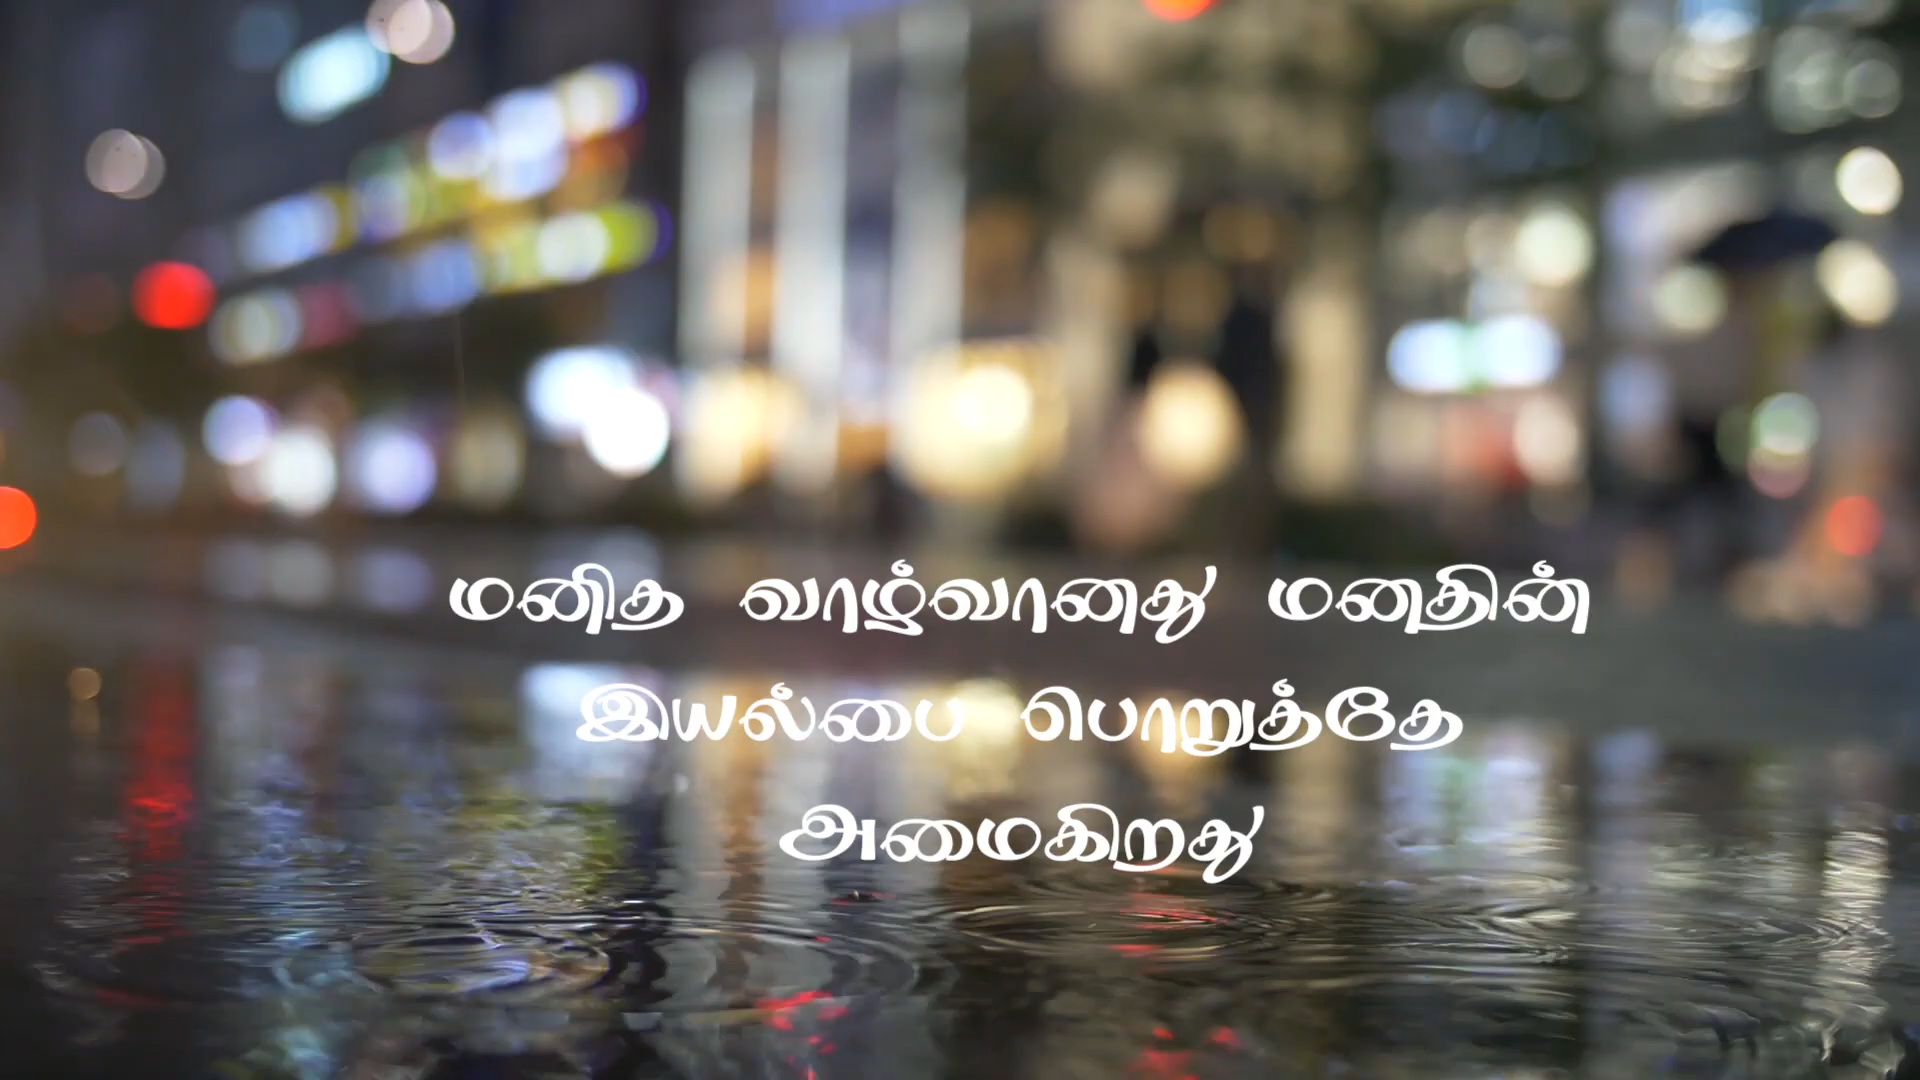 மனித வாழ்வானது மனதின்
இயல்பை பொறுத்தே
அமைகிறது